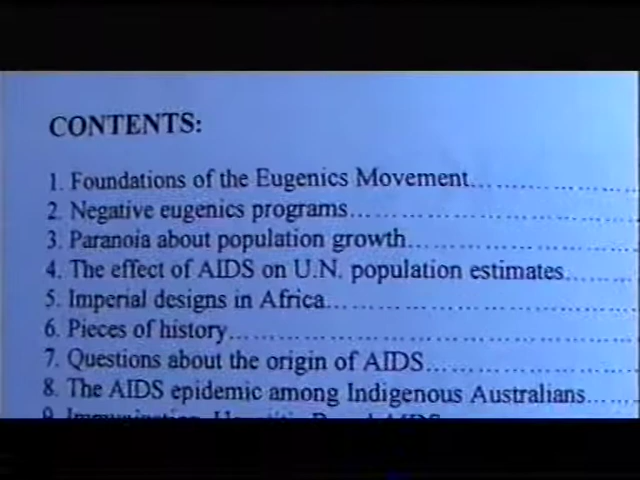 CONTENTS:
1. Foundations of the Eugenics Movement
2. Negative eugenics programs
3. Paranoia about population growth
4. The effect of AIDS on U.N. population estimates
5. Imperial designs in Africa
6. Pieces of history
7. Questions about the origin of AIDS
8. The AIDS epidemic among Indigenous Australians